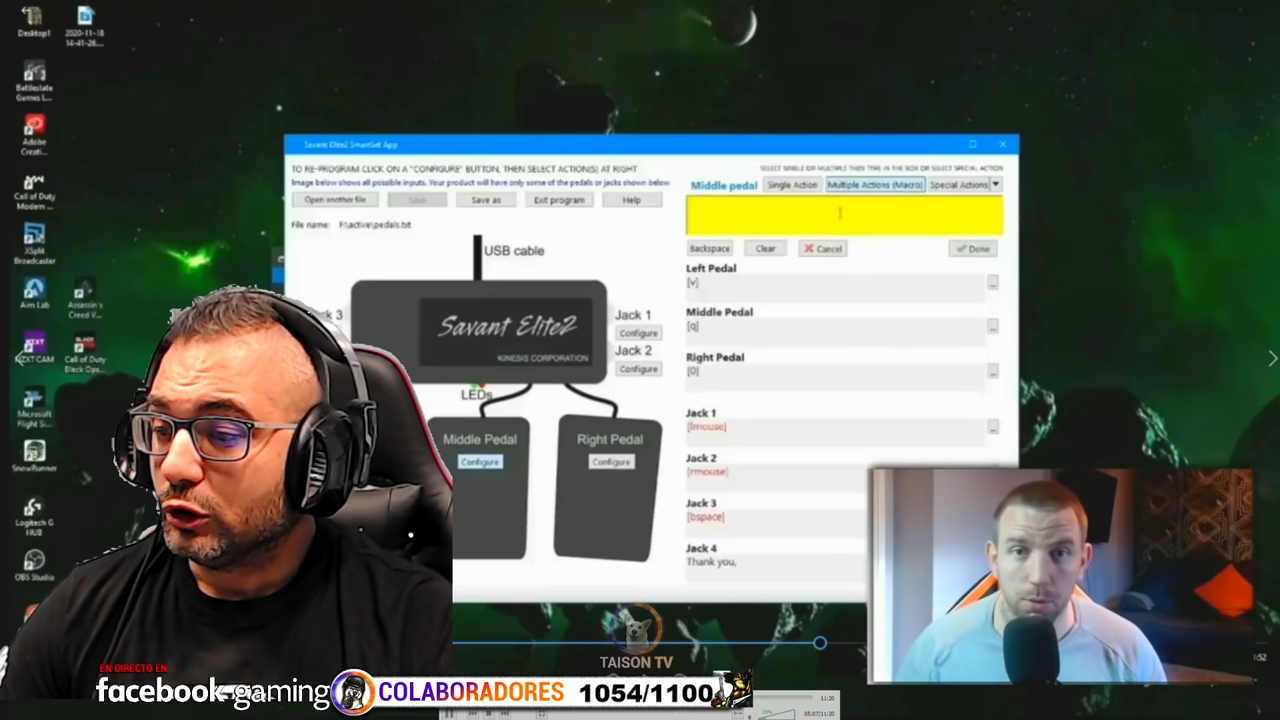 Desktop1
2020-11-18
14-41-26...
Battlestate
Games L...
Adobe
Creati...
Call of Duty
Modern ...
XSplit
Broadcaster
Aim Lab
Assassin's
Creed V...
NZXT CAM
Call of Duty
Black Ops...
Microsoft
Flight Si...
SnowRunner
Logitech G
HUB
OBS Studio
Savant Elite2 SmartSet App
TO RE-PROGRAM CLICK ON A "CONFIGURE" BUTTON, THEN SELECT ACTION(S) AT RIGHT
Image below shows all possible inputs. Your product will have only some of the pedals or jacks shown below
Open another file
Save
Save as
Exit program
Help
File name: F:\active\pedals.txt
SELECT SINGLE OR MULTIPLE THEN TYPE IN THE BOX OR SELECT SPECIAL ACTION
Middle pedal
Single Action
Multiple Actions (Macro)
Special Actions
Backspace
Clear
Cancel
Done
USB cable
Savant Elite2
KINESIS CORPORATION
k 3
Jack 1
Configure
Jack 2
Configure
LEDs
Middle Pedal
Configure
Right Pedal
Configure
Left Pedal
[v]
...
Middle Pedal
[q]
...
Right Pedal
[0]
...
Jack 1
[lmouse]
...
Jack 2
[rmouse]
Jack 3
[bspace]
Jack 4
Thank you,
TAISON TV
EN DIRECTO EN
facebook gaming
COLABORADORES 1054/1100
:52
11:20
05:07/11:20